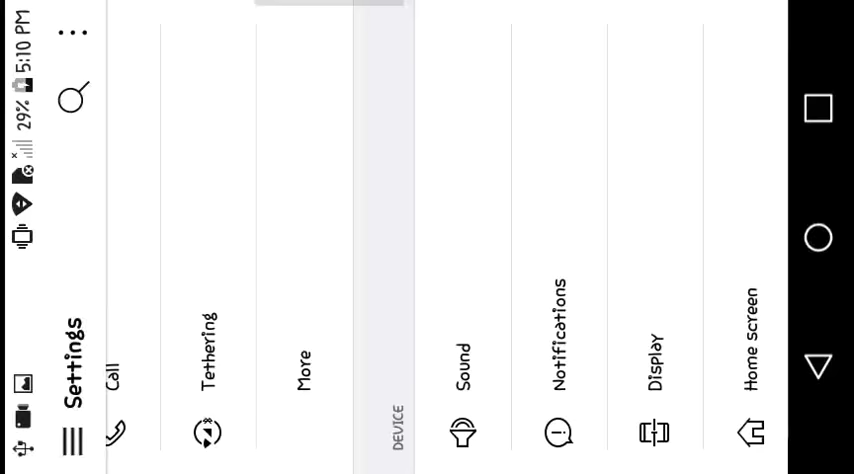 29% 5:10 PM
Settings
Call
Tethering
More
DEVICE
Sound
Notifications
Display
Home screen